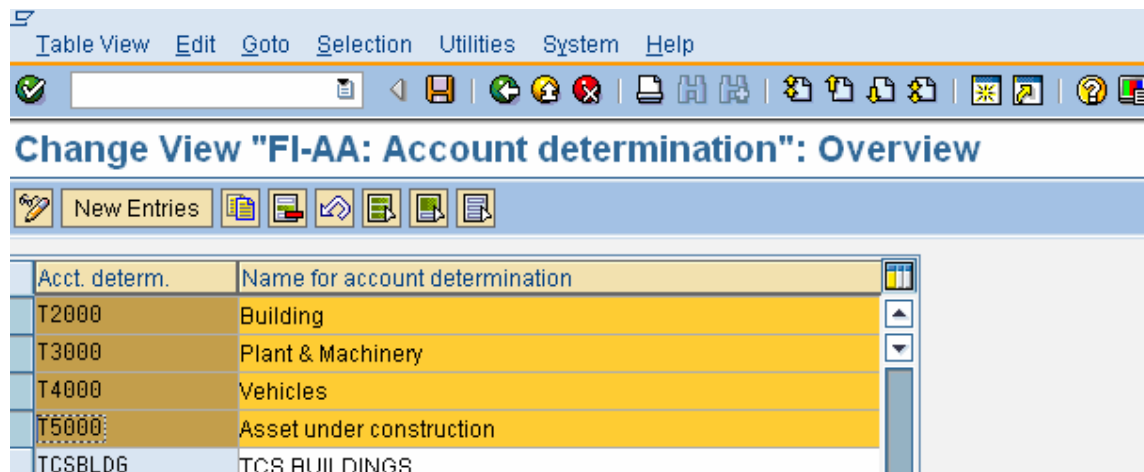 Table View Edit Goto Selection Utilities System Help
Change View "FI-AA: Account determination": Overview
New Entries
Acct. determ. Name for account determination
T2000 Building
T3000 Plant & Machinery
T4000 Vehicles
T5000 Asset under construction
TCSBLDG TCS BUILDINGS